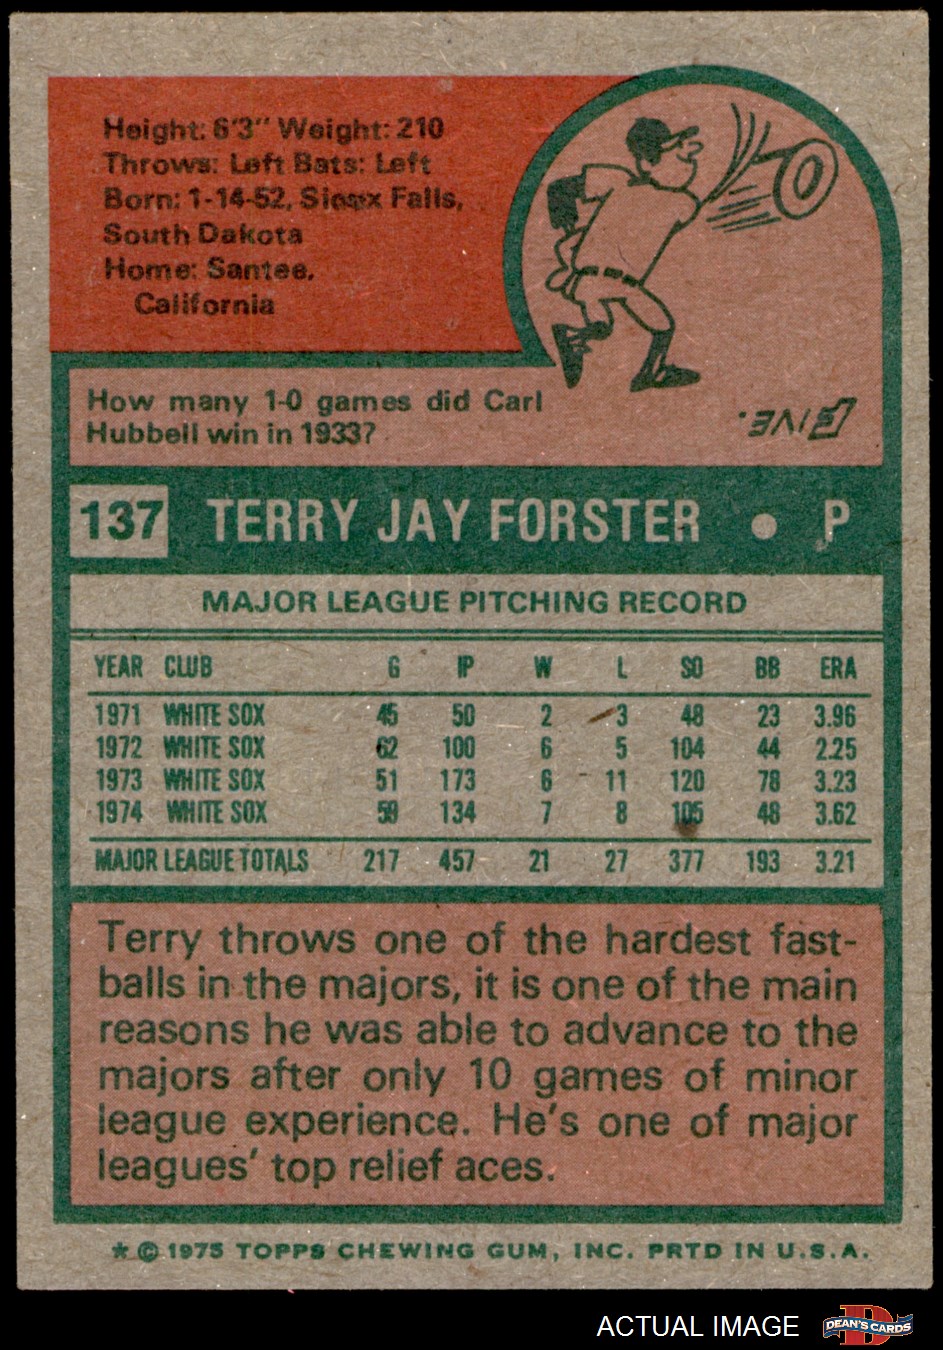 Height: 6'3" Weight: 210
Throws: Left Bats: Left
Born: 1-14-52, Sioux Falls,
South Dakota
Home: Santee,
California
How many 1-0 games did Carl
Hubbell win in 1933?
Five.
137 TERRY JAY FORSTER • P
MAJOR LEAGUE PITCHING RECORD
YEAR CLUB G IP W L SO BB ERA
1971 WHITE SOX 45 50 2 3 48 23 3.96
1972 WHITE SOX 62 100 6 5 104 44 2.25
1973 WHITE SOX 51 173 6 11 120 78 3.23
1974 WHITE SOX 59 134 7 8 105 48 3.62
MAJOR LEAGUE TOTALS 217 457 21 27 377 193 3.21
Terry throws one of the hardest fast-
balls in the majors, it is one of the main
reasons he was able to advance to the
majors after only 10 games of minor
league experience. He's one of major
leagues' top relief aces.
* © 1975 TOPPS CHEWING GUM, INC. PRTD IN U.S.A.
ACTUAL IMAGE DEAN'S CARDS